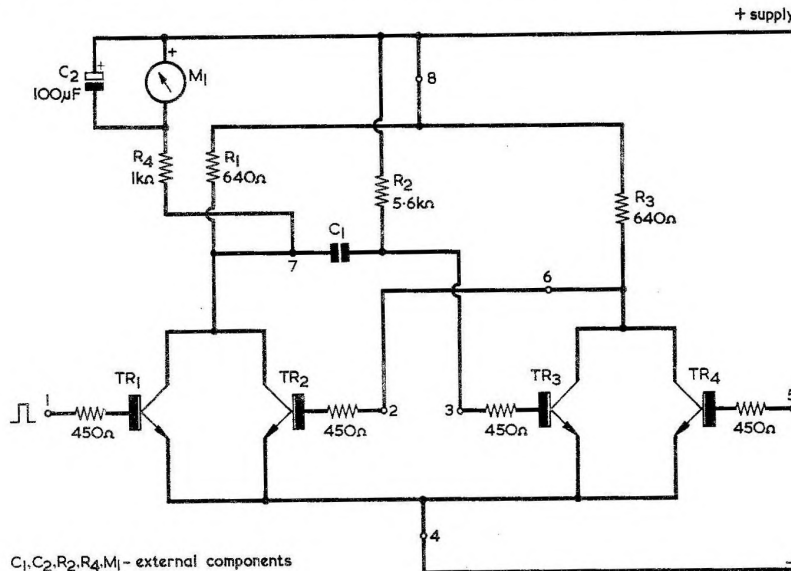 + supply
+
C2
100μF
+
M1
8
R4
1kΩ
R1
640Ω
R2
5·6kΩ
R3
640Ω
C1
7
6
1
TR1
450Ω
TR2
450Ω
2
3
450Ω
TR3
TR4
450Ω
5
4
C1,C2,R2,R4,M1- external components
-